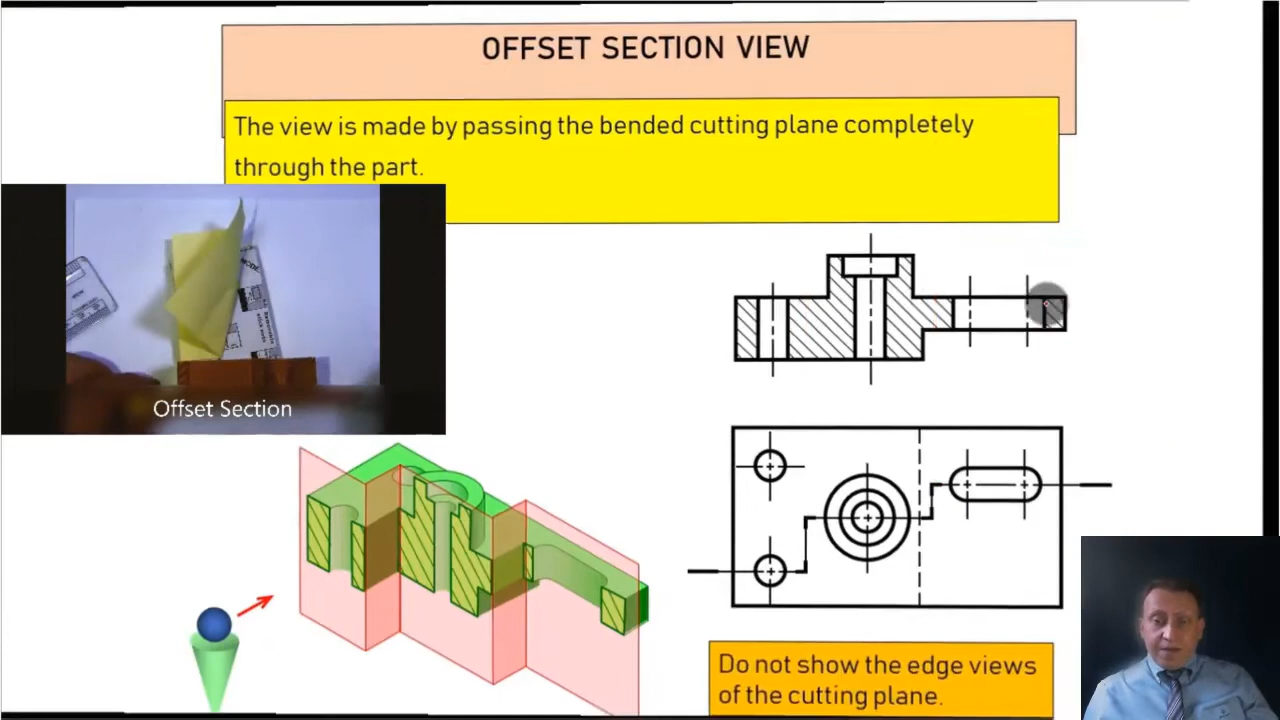 OFFSET SECTION VIEW
The view is made by passing the bended cutting plane completely
through the part.
Offset Section
Do not show the edge views
of the cutting plane.